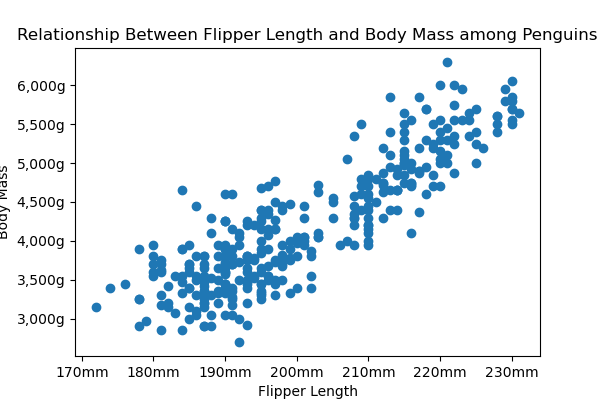 Relationship Between Flipper Length and Body Mass among Penguins
6,000g
5,500g
5,000g
4,500g
4,000g
3,500g
3,000g
Body Mass
170mm 180mm 190mm 200mm 210mm 220mm 230mm
Flipper Length